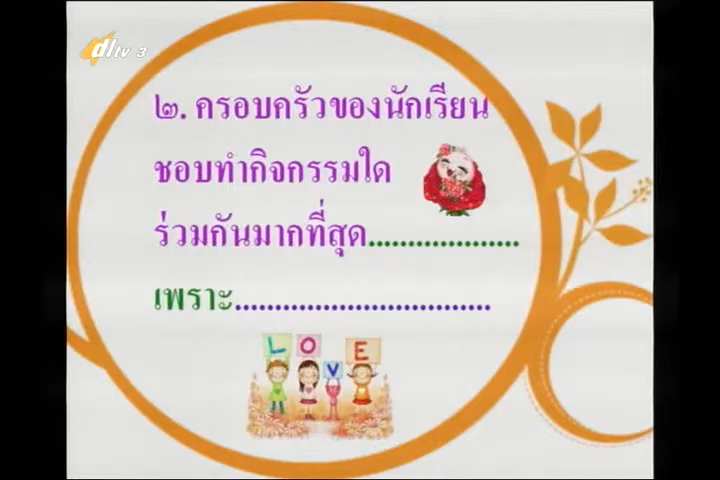 dltv 3
๒. ครอบครัวของนักเรียน
ชอบทำกิจกรรมใด
ร่วมกันมากที่สุด...................
เพราะ................................
LOVE